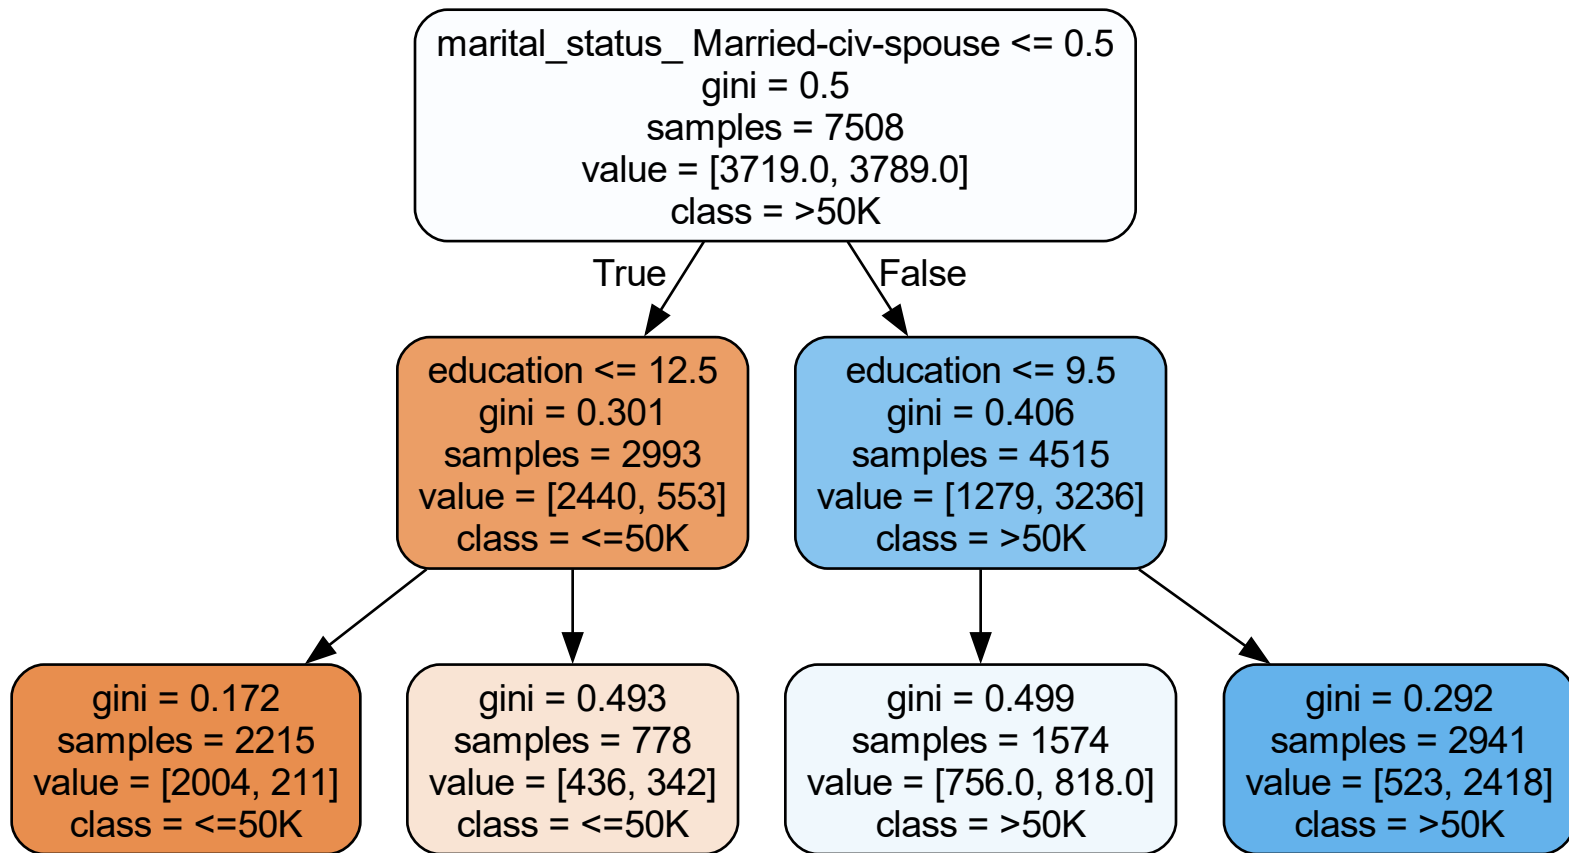 marital_status_ Married-civ-spouse <= 0.5
gini = 0.5
samples = 7508
value = [3719.0, 3789.0]
class = >50K
True
False
education <= 12.5
gini = 0.301
samples = 2993
value = [2440, 553]
class = <=50K
education <= 9.5
gini = 0.406
samples = 4515
value = [1279, 3236]
class = >50K
gini = 0.172
samples = 2215
value = [2004, 211]
class = <=50K
gini = 0.493
samples = 778
value = [436, 342]
class = <=50K
gini = 0.499
samples = 1574
value = [756.0, 818.0]
class = >50K
gini = 0.292
samples = 2941
value = [523, 2418]
class = >50K